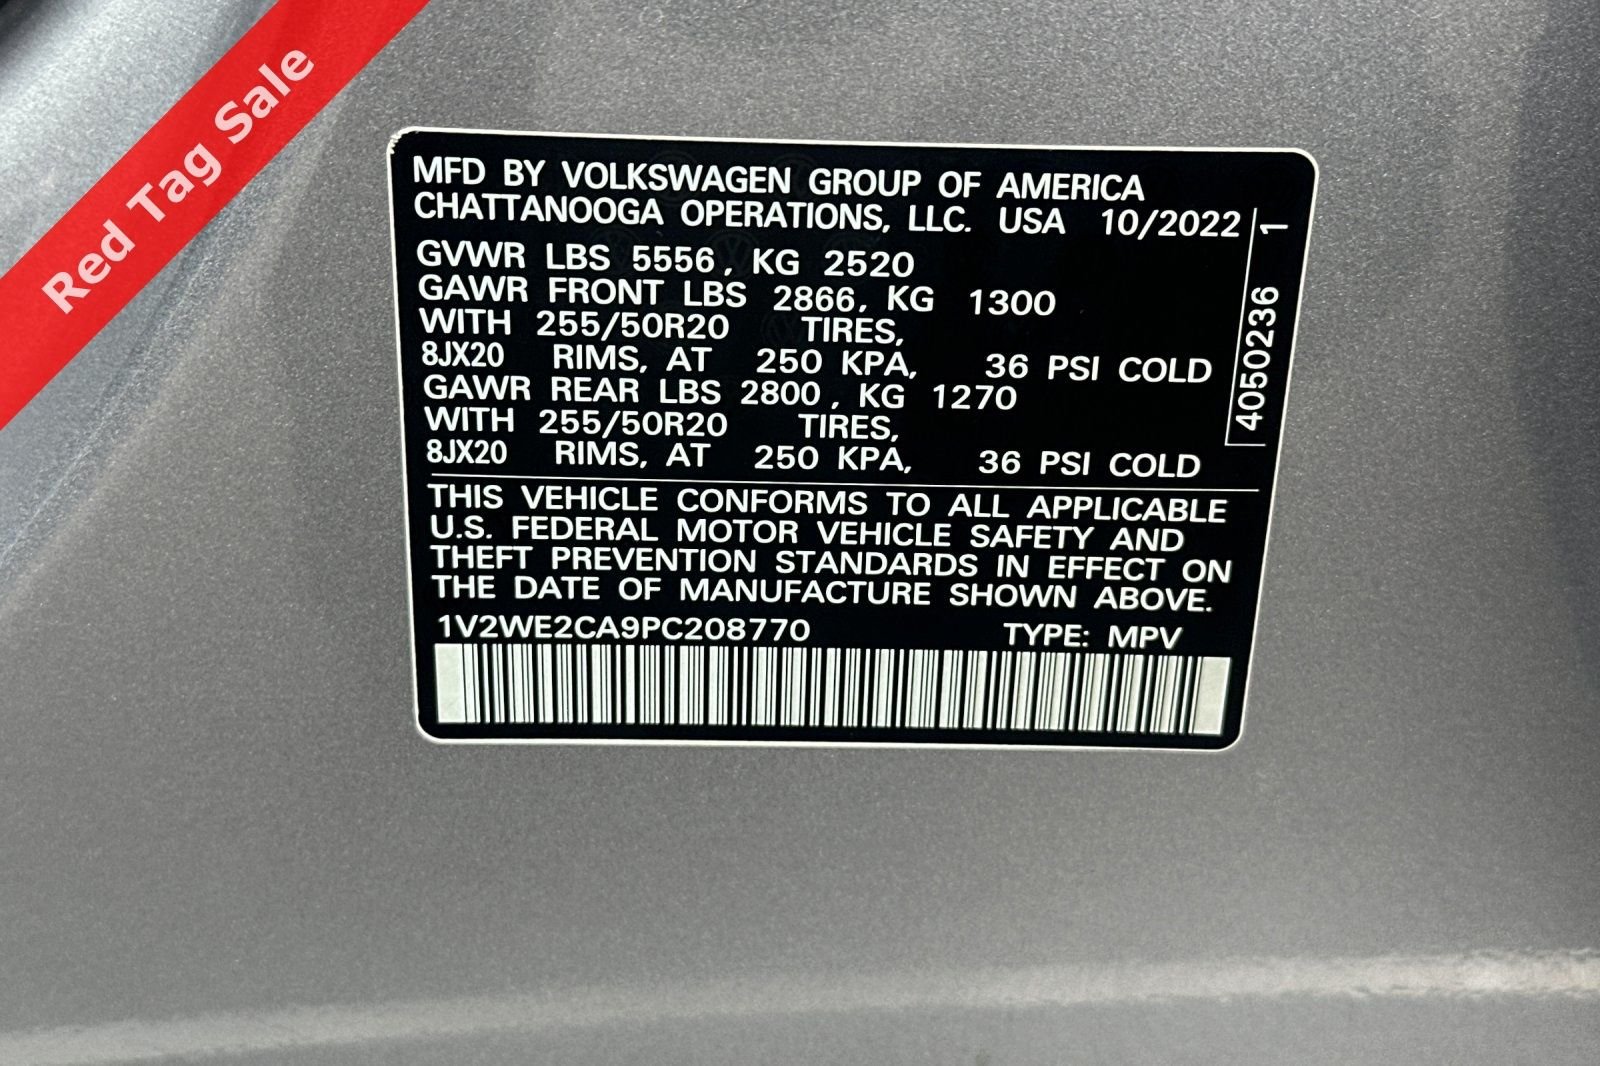 Red Tag Sale
MFD BY VOLKSWAGEN GROUP OF AMERICA
CHATTANOOGA OPERATIONS, LLC. USA 10/2022
GVWR LBS 5556, KG 2520
GAWR FRONT LBS 2866, KG 1300
WITH 255/50R20 TIRES,
8JX20 RIMS, AT 250 KPA, 36 PSI COLD
GAWR REAR LBS 2800, KG 1270
WITH 255/50R20 TIRES,
8JX20 RIMS, AT 250 KPA, 36 PSI COLD
4050236 1
THIS VEHICLE CONFORMS TO ALL APPLICABLE
U.S. FEDERAL MOTOR VEHICLE SAFETY AND
THEFT PREVENTION STANDARDS IN EFFECT ON
THE DATE OF MANUFACTURE SHOWN ABOVE.
1V2WE2CA9PC208770 TYPE: MPV